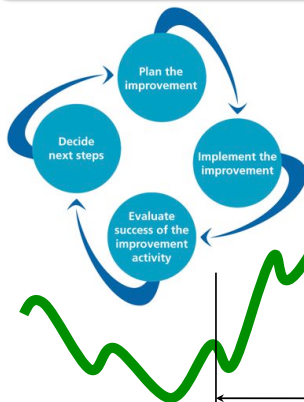 Plan the
improvement
Implement the
improvement
Evaluate
success of the
improvement
activity
Decide
next steps